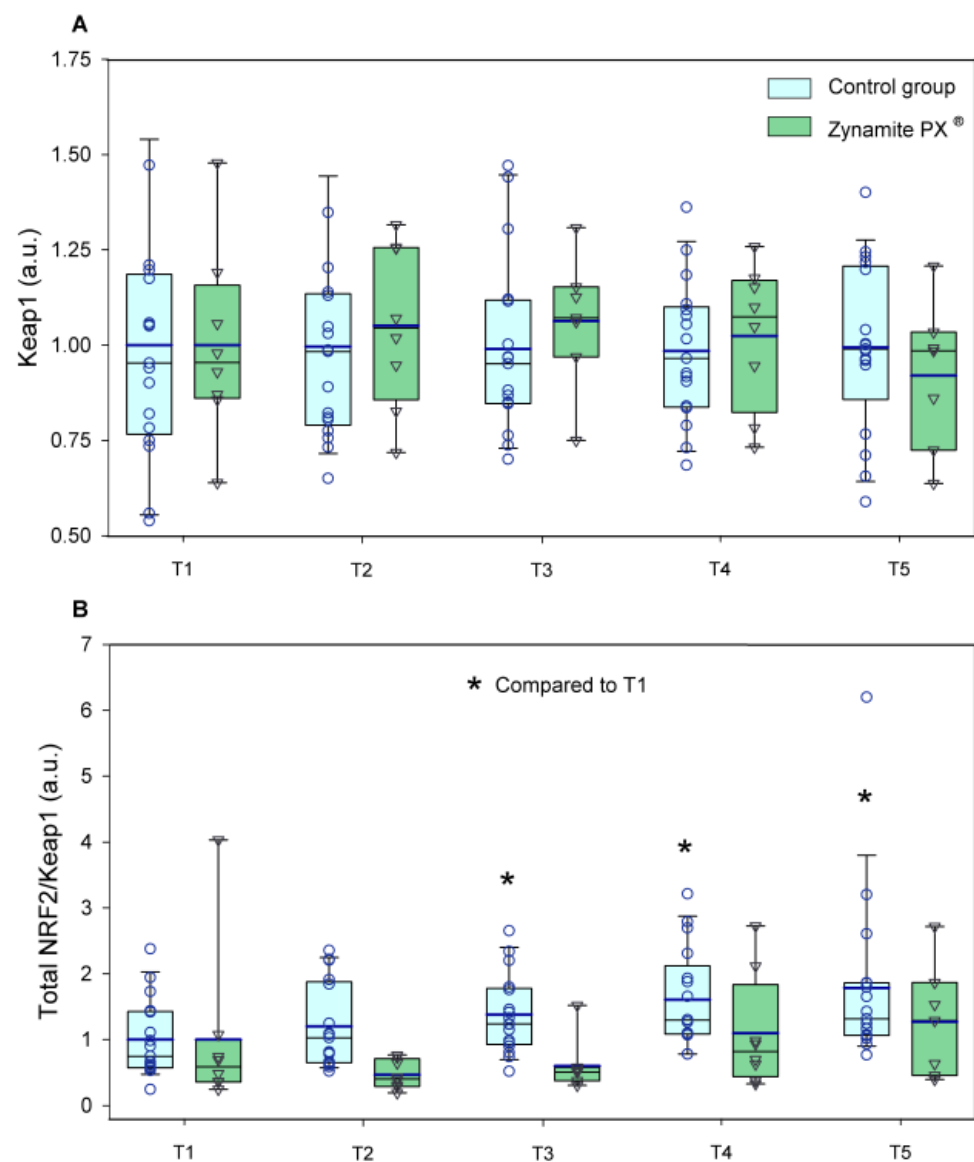 A
1.75
1.50
1.25
1.00
0.75
0.50
Keap1 (a.u.)
Control group
Zynamite PX ®
T1 T2 T3 T4 T5
B
7
6
5
4
3
2
1
0
Total NRF2/Keap1 (a.u.)
* Compared to T1
*
*
*
T1 T2 T3 T4 T5